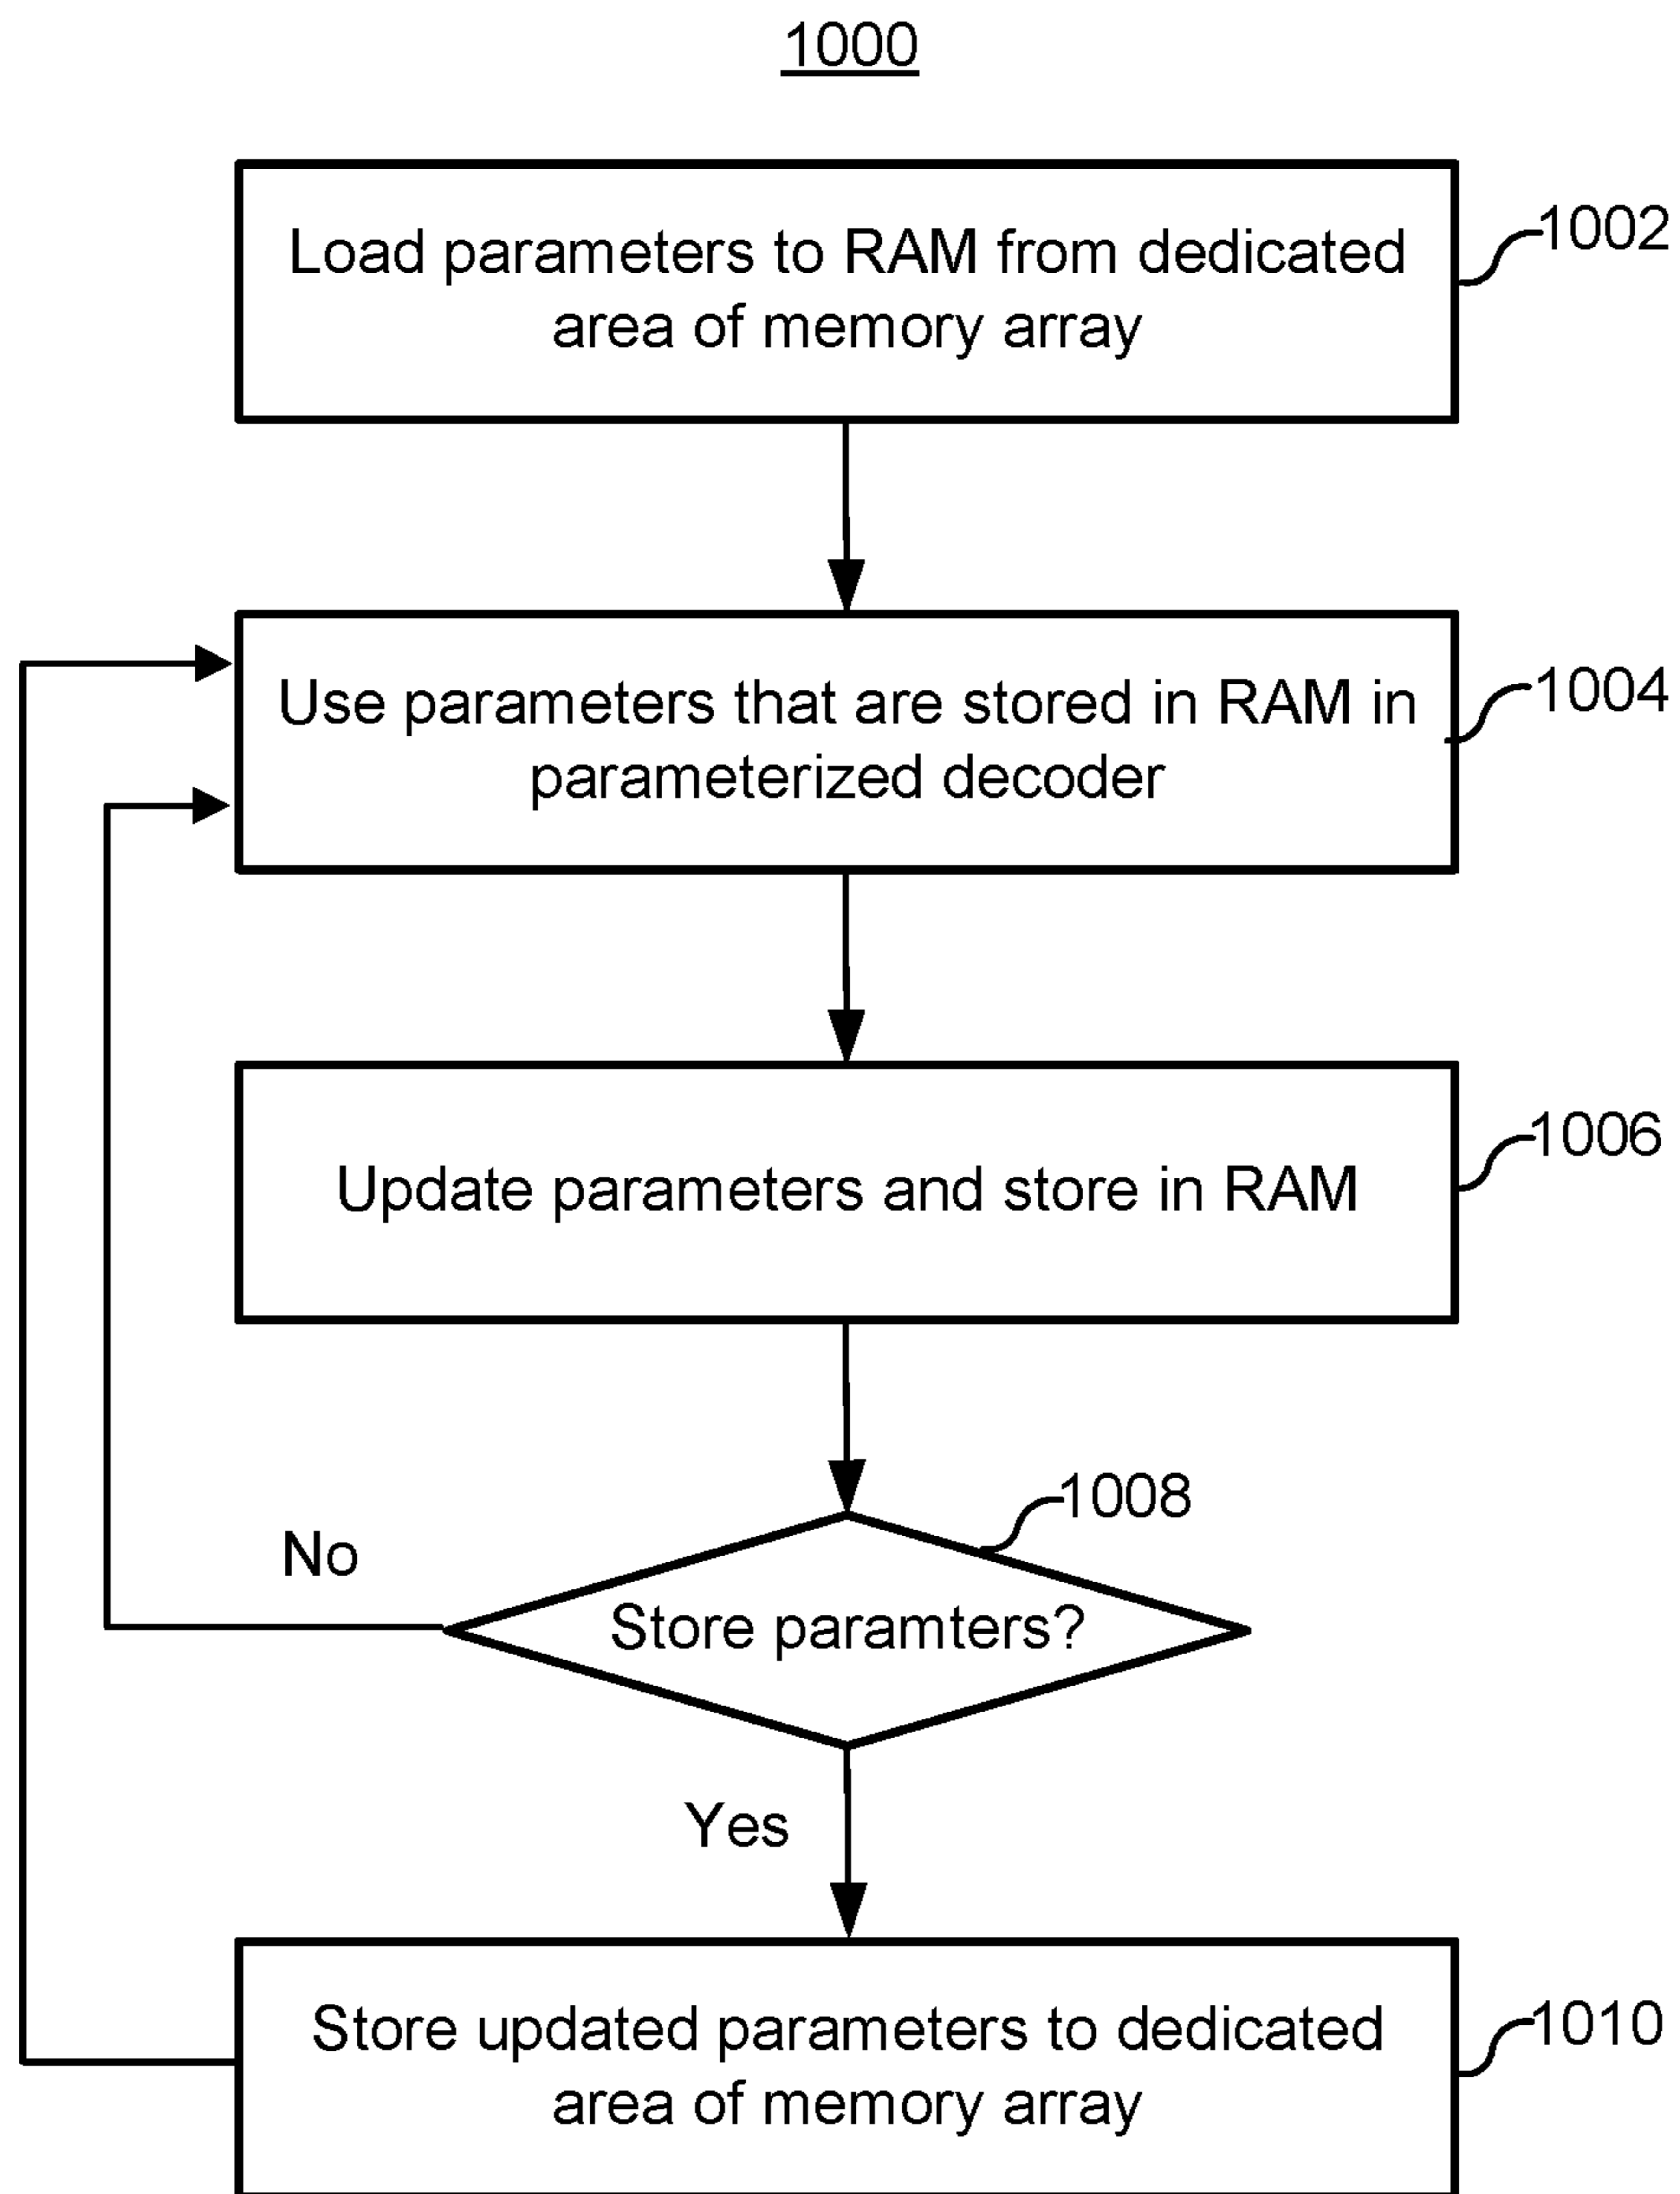 1000
Load parameters to RAM from dedicated
area of memory array
1002
Use parameters that are stored in RAM in
parameterized decoder
1004
Update parameters and store in RAM
1006
1008
No
Store paramters?
Yes
Store updated parameters to dedicated
area of memory array
1010